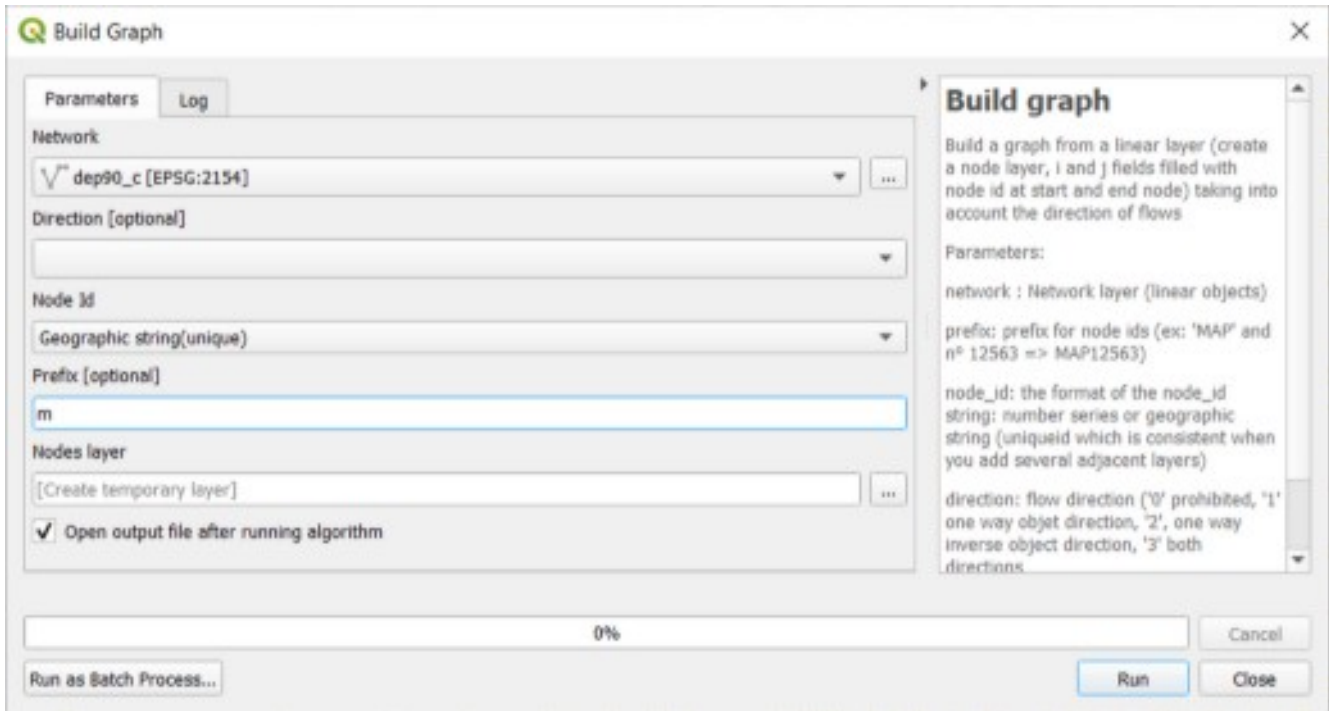 Build Graph
Parameters
Log
Network
dep90_c [EPSG:2154]
...
Direction [optional]
Node Id
Geographic string(unique)
Prefix [optional]
m
Nodes layer
[Create temporary layer]
...
Open output file after running algorithm
Build graph
Build a graph from a linear layer (create
a node layer, i and j fields filled with
node id at start and end node) taking into
account the direction of flows
Parameters:
network : Network layer (linear objects)
prefix: prefix for node ids (ex: 'MAP' and
n° 12563 => MAP12563)
node_id: the format of the node_id
string: number series or geographic
string (uniqueid which is consistent when
you add several adjacent layers)
direction: flow direction ('0' prohibited, '1'
one way objet direction, '2', one way
inverse object direction, '3' both
directions
0%
Cancel
Run as Batch Process...
Run
Close